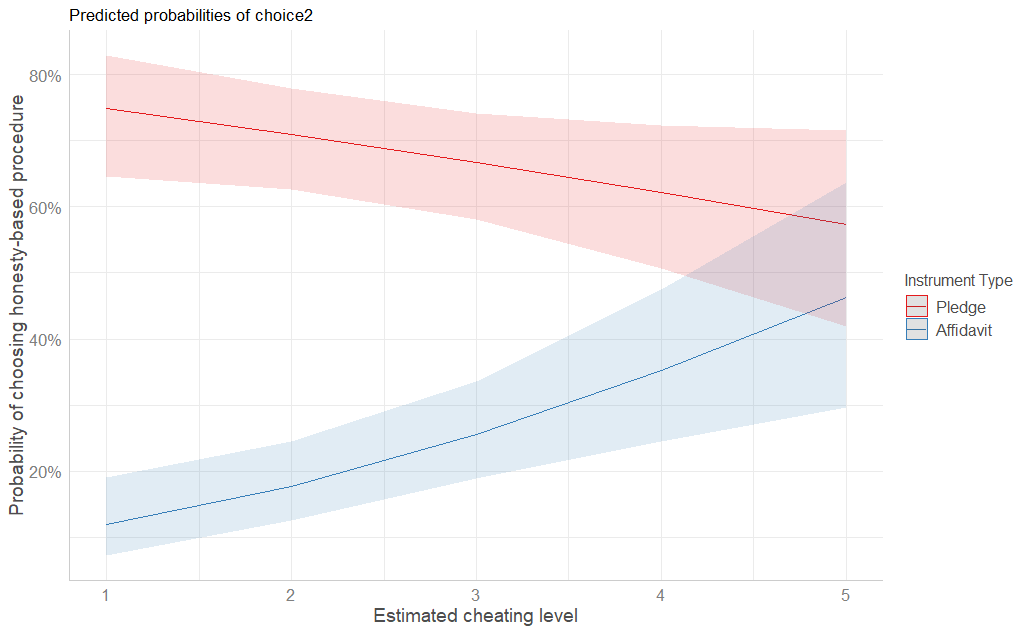 Predicted probabilities of choice2
Probability of choosing honesty-based procedure
80%
60%
40%
20%
1 2 3 4 5
Estimated cheating level
Instrument Type
Pledge
Affidavit